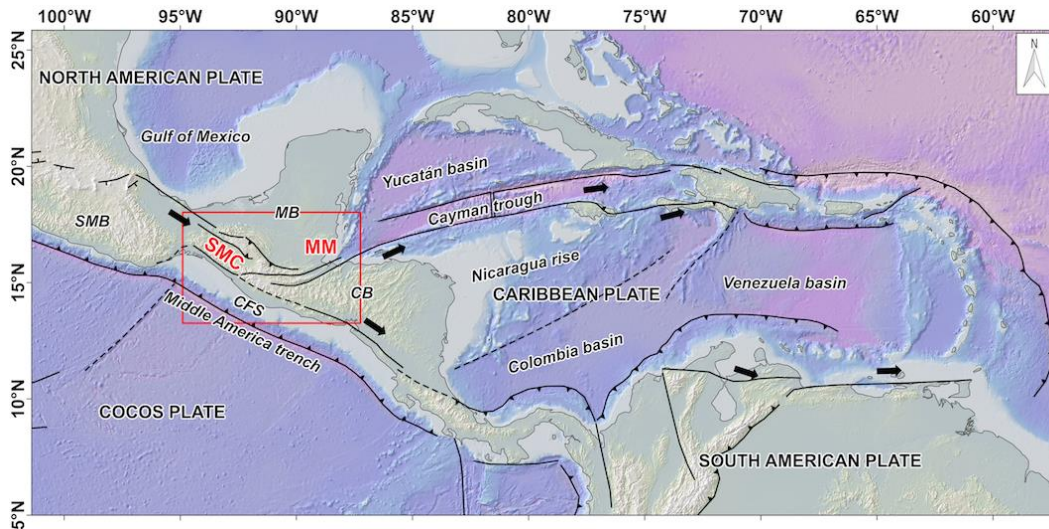 100°W 95°W 90°W 85°W 80°W 75°W 70°W 65°W 60°W
25°N
20°N
15°N
10°N
5°N
N
NORTH AMERICAN PLATE
Gulf of Mexico
Yucatán basin
Cayman trough
MB
SMB
SMC
MM
Nicaragua rise
CARIBBEAN PLATE
Venezuela basin
CB
CFS
Middle America trench
Colombia basin
COCOS PLATE
SOUTH AMERICAN PLATE